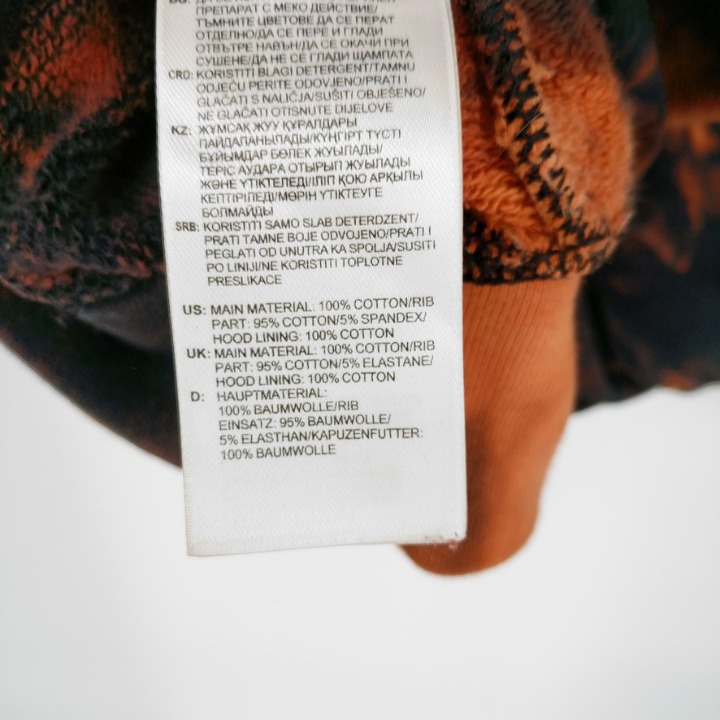 ПРЕПАРАТ С МЕКО ДЕЙСТВИЕ/
ТЪМНИТЕ ЦВЕТОВЕ ДА СЕ ПЕРАТ
ОТДЕЛНО/ДА СЕ ПЕРЕ И ГЛАДИ
ОТВЪТРЕ НАВЪН/ДА СЕ ОКАЧИ ПРИ
СУШЕНЕ/ДА НЕ СЕ ГЛАДИ ЩАМПАТА
CRO: KORISTITI BLAGI DETERGENT/TAMNU
ODJEĆU PERITE ODVOJENO/PRATI I
GLAČATI S NALIČJA/SUŠITI OBJEŠENO/
NE GLAČATI OTISNUTE DIJELOVE
KZ: ЖҰМСАҚ ЖУУ ҚҰРАЛДАРЫ
ПАЙДАЛАНЫЛАДЫ/КҮҢГІРТ ТҮСТІ
БҰЙЫМДАР БӨЛЕК ЖУЫЛАДЫ/
ТЕРІС АУДАРА ОТЫРЫП ЖУЫЛАДЫ
ЖӘНЕ ҮТІКТЕЛЕДІ/ІЛІП ҚОЮ АРҚЫЛЫ
КЕПТІРІЛЕДІ/МӨРІН ҮТІКТЕУГЕ
БОЛМАЙДЫ
SRB: KORISTITI SAMO SLAB DETERDZENT/
PRATI TAMNE BOJE ODVOJENO/PRATI I
PEGLATI OD UNUTRA KA SPOLJA/SUSITI
PO LINIJI/NE KORISTITI TOPLOTNE
PRESLIKACE
US: MAIN MATERIAL: 100% COTTON/RIB
PART: 95% COTTON/5% SPANDEX/
HOOD LINING: 100% COTTON
UK: MAIN MATERIAL: 100% COTTON/RIB
PART: 95% COTTON/5% ELASTANE/
HOOD LINING: 100% COTTON
D: HAUPTMATERIAL:
100% BAUMWOLLE/RIB
EINSATZ: 95% BAUMWOLLE/
5% ELASTHAN/KAPUZENFUTTER:
100% BAUMWOLLE